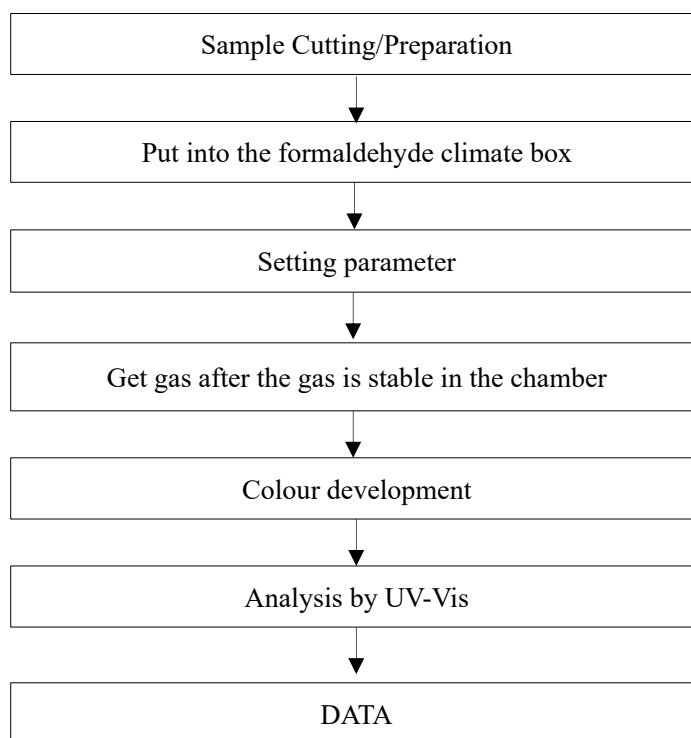 Sample Cutting/Preparation
Put into the formaldehyde climate box
Setting parameter
Get gas after the gas is stable in the chamber
Colour development
Analysis by UV-Vis
DATA